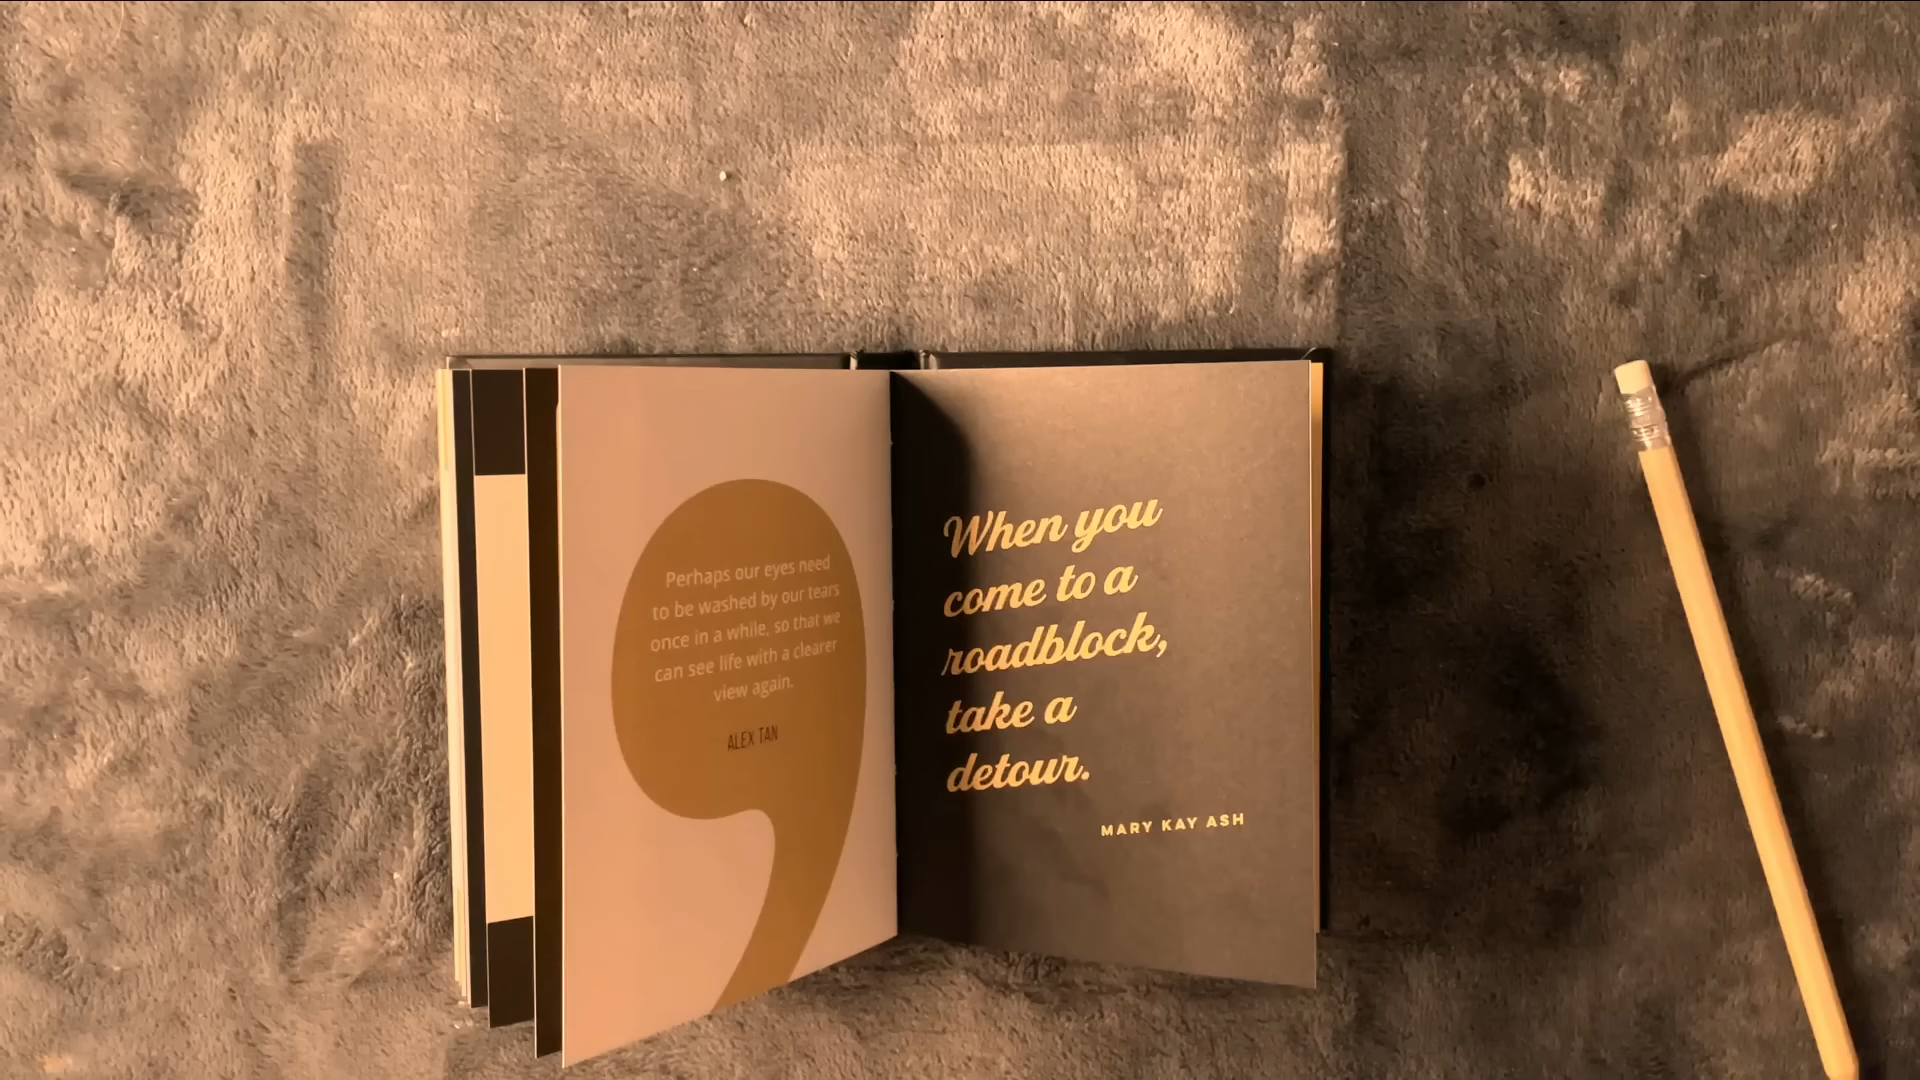 Perhaps our eyes need
to be washed by our tears
once in a while, so that we
can see life with a clearer
view again.
ALEX TAN
When you
come to a
roadblock,
take a
detour.
MARY KAY ASH